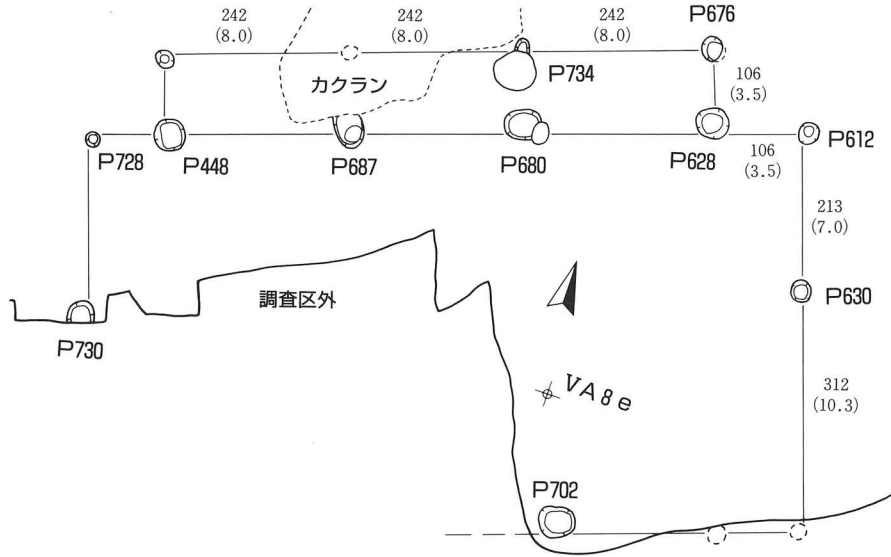 242
(8.0)
242
(8.0)
242
(8.0)
P676
カクラン
P734
106
(3.5)
P728
P448
P687
P680
P628
106
(3.5)
P612
213
(7.0)
調査区外
P630
P730
VA8e
312
(10.3)
P702